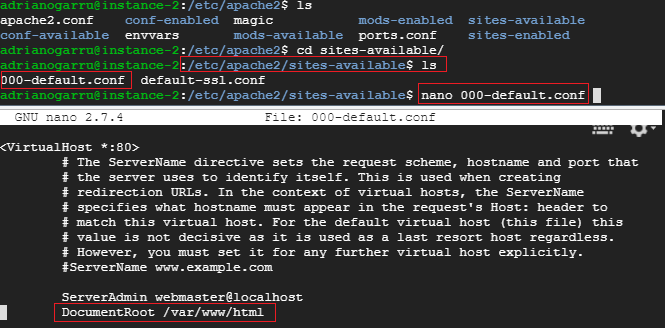 adrianogarru@instance-2:/etc/apache2$ ls
apache2.conf conf-enabled magic mods-enabled sites-available
conf-available envvars mods-available ports.conf sites-enabled
adrianogarru@instance-2:/etc/apache2$ cd sites-available/
adrianogarru@instance-2:/etc/apache2/sites-available$ ls
000-default.conf default-ssl.conf
adrianogarru@instance-2:/etc/apache2/sites-available$ nano 000-default.conf
GNU nano 2.7.4 File: 000-default.conf
<VirtualHost *:80>
# The ServerName directive sets the request scheme, hostname and port that
# the server uses to identify itself. This is used when creating
# redirection URLs. In the context of virtual hosts, the ServerName
# specifies what hostname must appear in the request's Host: header to
# match this virtual host. For the default virtual host (this file) this
# value is not decisive as it is used as a last resort host regardless.
# However, you must set it for any further virtual host explicitly.
#ServerName www.example.com
ServerAdmin webmaster@localhost
DocumentRoot /var/www/html